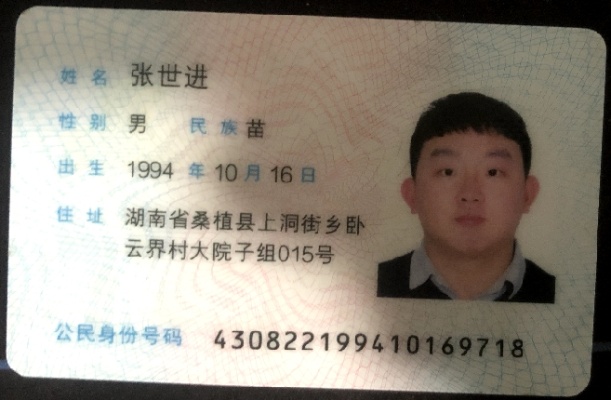 姓名 张世进
性别 男 民族 苗
出生 1994 年 10 月 16 日
住址 湖南省桑植县上洞街乡卧
云界村大院子组015号
公民身份号码 430822199410169718